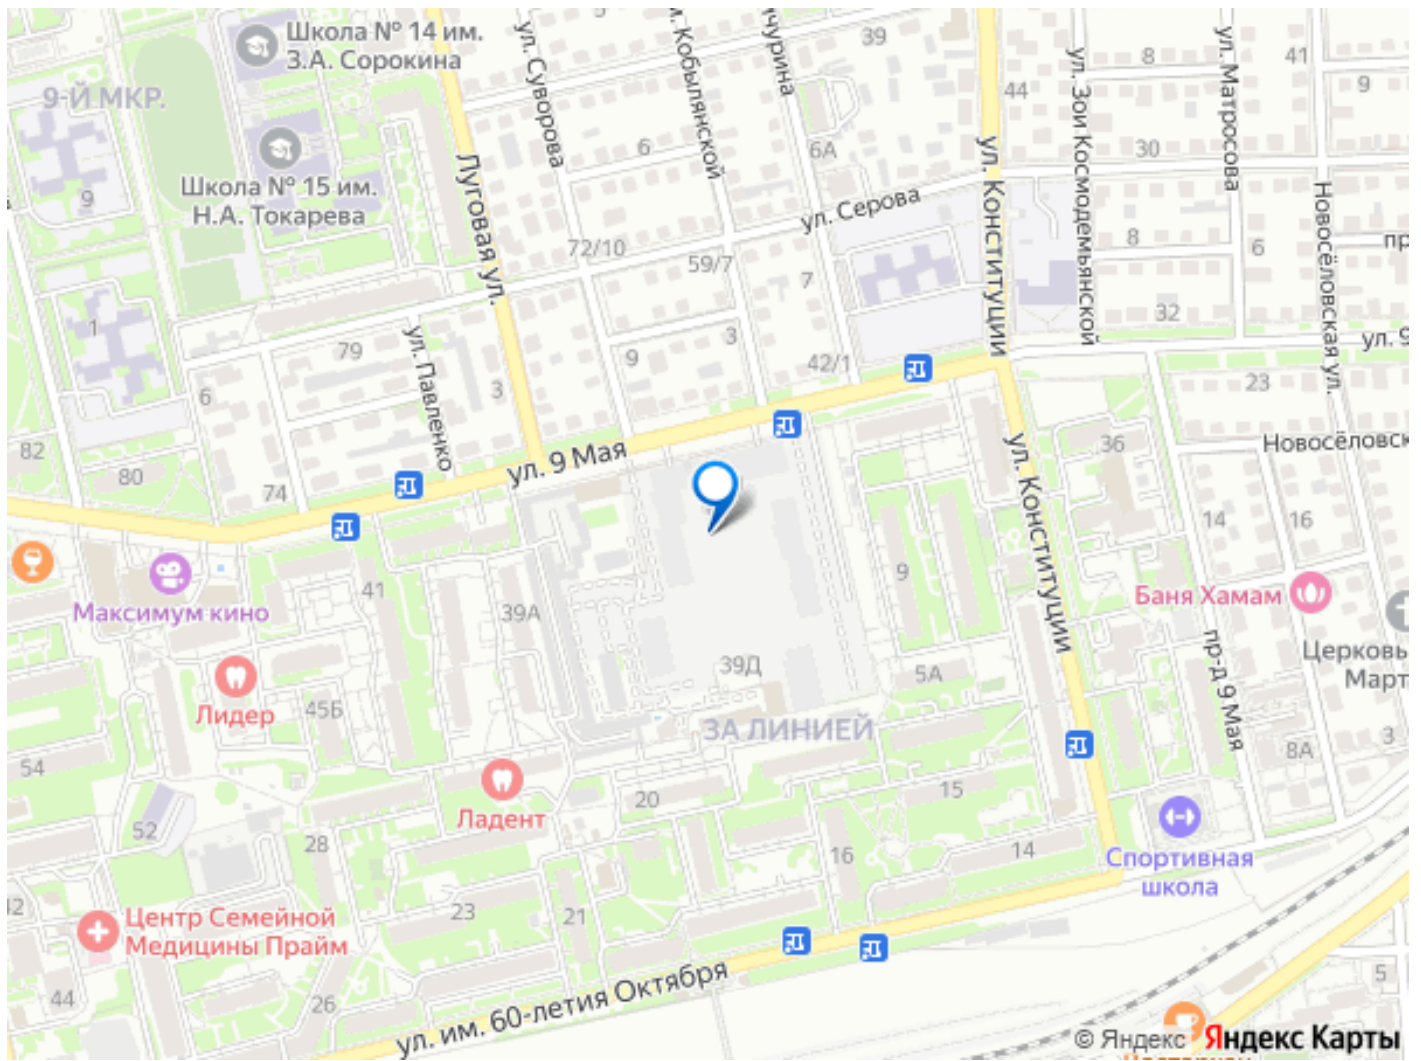 Школа № 14 им.
З.А. Сорокина
9-Й МКР.
Школа № 15 им.
Н.А. Токарева
9
1
6
82
80
74
79
3
Луговая ул.
ул. Суворова
ул. Павленко
5
39
6
6А
72/10
59/7
7
3
9
42/1
ул. Серова
ул. Конституции
44
ул. Зои Космодемьянской
ул. Матросова
8
41
9
30
8
6
32
Новосёловская ул.
пр
ул. 9
23
36
14
16
ул. 9 Мая
ул. Конституции
Максимум кино
41
39А
9
5А
39Д
ЗА ЛИНИЕЙ
Баня Хамам
Церковь
Март
пр-д 9 Мая
8А
3
Лидер
45Б
54
52
Ладент
20
15
14
16
28
Спортивная
школа
42
Центр Семейной
Медицины Прайм
23
21
44
26
5
ул. им. 60-летия Октября
© Яндекс
Яндекс Карты